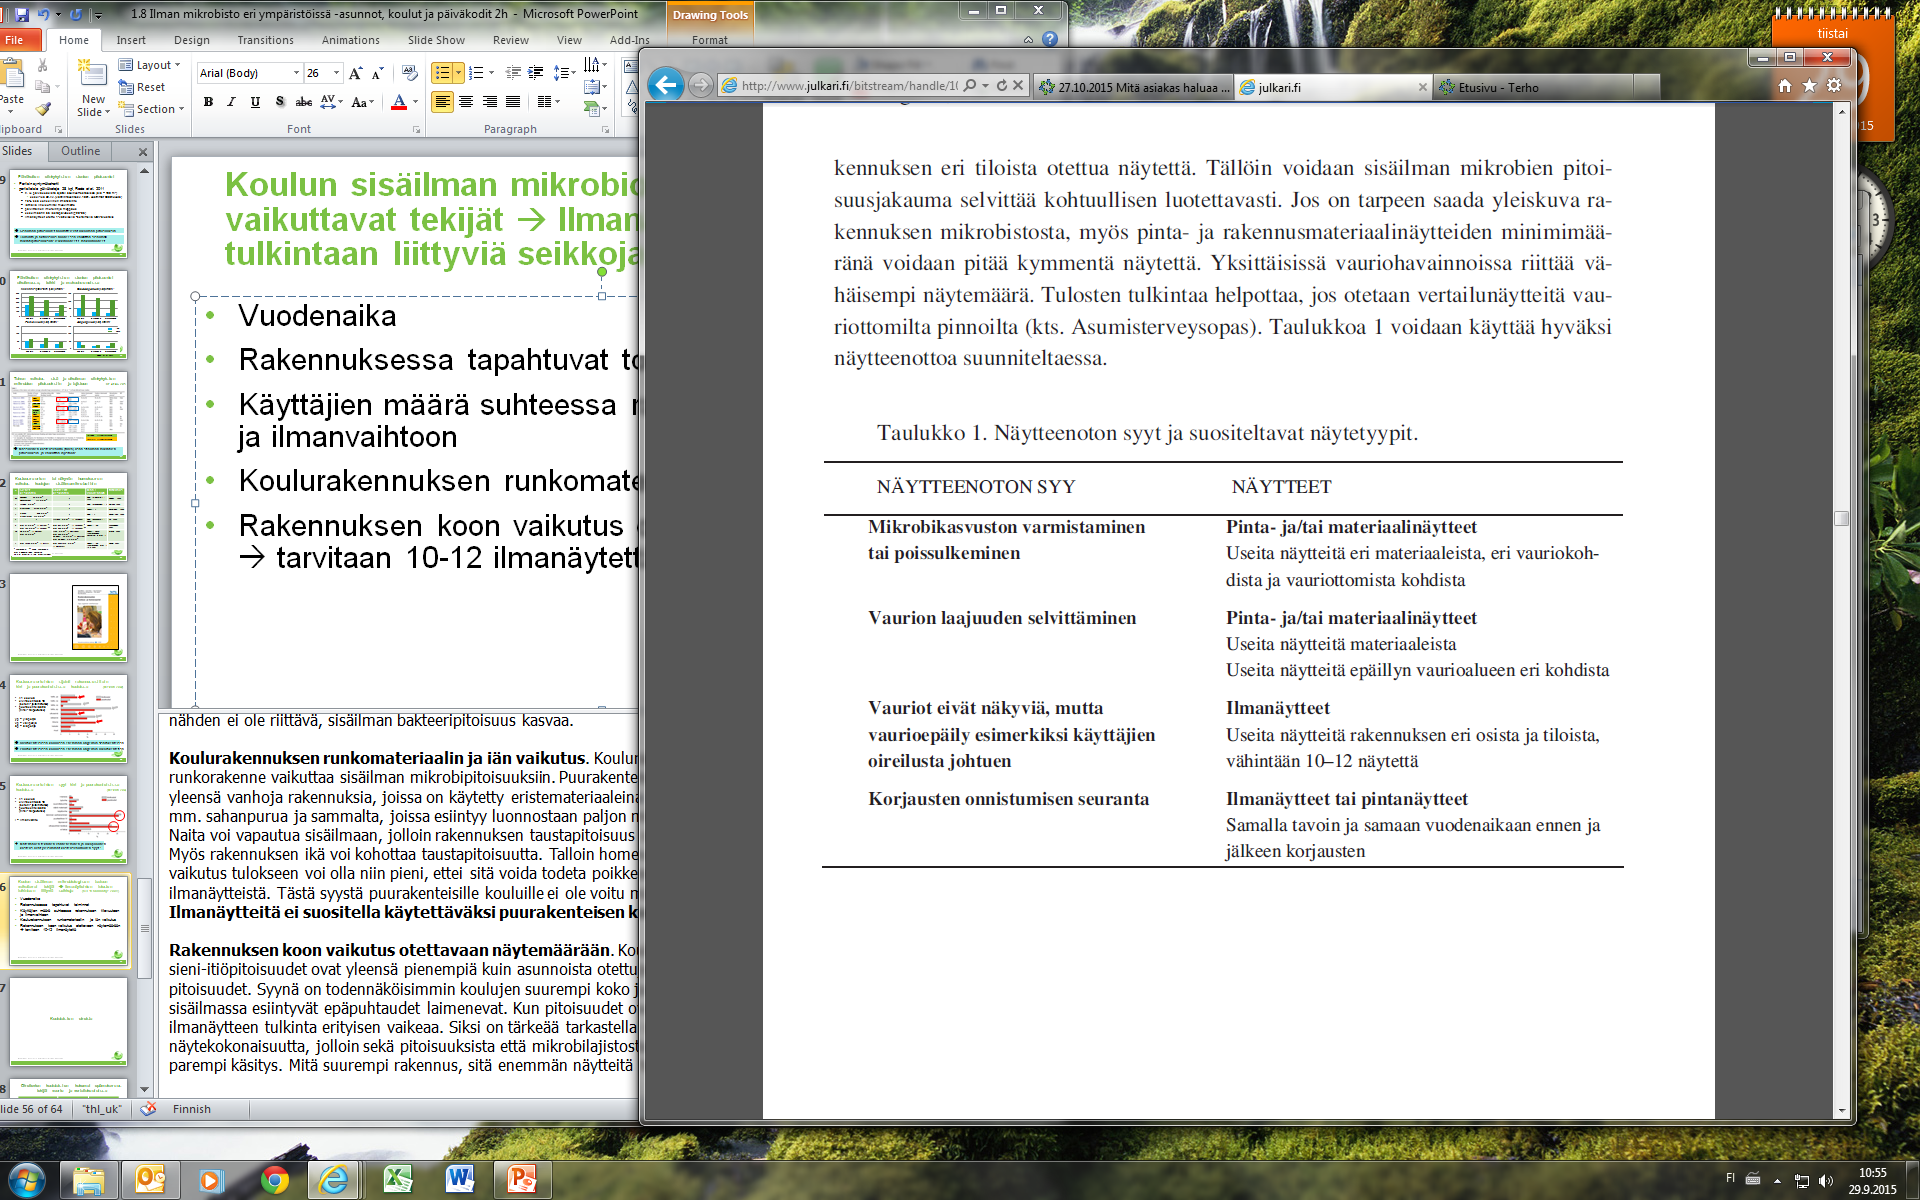 1.8 Ilman mikrobisto eri ympäristöissä -asunnot, koulut ja päiväkodit 2h - Microsoft PowerPoint
Drawing Tools
File
Home
Insert
Design
Transitions
Animations
Slide Show
Review
View
Add-Ins
Format
Paste
New
Slide
Layout
Reset
Section
Arial (Body)
26
Slides
Font
Paragraph
Slides
Outline
Koulun sisäilman
vaikuttavat tekijät → Ilman
tulkintaan liittyviä seikkoja
• Vuodenaika
• Rakennuksessa tapahtuvat
• Käyttäjien määrä suhteessa
ja ilmanvaihtoon
• Koulurakennuksen
• Rakennuksen koon vaikutus
→ tarvitaan 10-12
nähden ei ole riittävä, sisäilman bakteeripitoisuus kasvaa.
Koulurakennuksen runkomateriaalin ja iän vaikutus.
runkorakenne vaikuttaa sisäilman mikrobipitoisuuksiin.
yleensä vanhoja rakennuksia, joissa on käytetty
mm. sahanpurua ja sammalta, joissa esiintyy luonnostaan paljon
Naita voi vapautua sisäilmaan, jolloin rakennuksen taustapitoisuus
Myös rakennuksen ikä voi kohottaa taustapitoisuutta. Talloin
vaikutus tulokseen voi olla niin pieni, ettei sitä voida todeta
ilmanäytteistä. Tästä syystä puurakenteisille kouluille ei ole voitu
Ilmanäytteitä ei suositella käytettäväksi puurakenteisen
Rakennuksen koon vaikutus otettavaan näytemäärään.
sieni-itiöpitoisuudet ovat yleensä pienempiä kuin asunnoista
pitoisuudet. Syynä on todennäköisimmin koulujen suurempi koko
sisäilmassa esiintyvät epäpuhtaudet laimenevat. Kun pitoisuudet
ilmanäytteen tulkinta erityisen vaikeaa. Siksi on tärkeää tarkastella
näytekokonaisuutta, jolloin sekä pitoisuuksista että
parempi käsitys. Mitä suurempi rakennus, sitä enemmän näytteitä
Slide 56 of 64
"thl_uk"
Finnish
http://www.julkari.fi/bitstream/handle/10
27.10.2015 Mitä asiakas haluaa ...
julkari.fi
Etusivu - Terho
kennuksen eri tiloista otettua näytettä. Tällöin voidaan sisäilman mikrobien pitoi-
suusjakauma selvittää kohtuullisen luotettavasti. Jos on tarpeen saada yleiskuva ra-
kennuksen mikrobistosta, myös pinta- ja rakennusmateriaalinäytteiden minimimää-
ränä voidaan pitää kymmentä näytettä. Yksittäisissä vauriohavainnoissa riittää vä-
häisempi näytemäärä. Tulosten tulkintaa helpottaa, jos otetaan vertailunäytteitä vau-
riottomilta pinnoilta (kts. Asumisterveysopas). Taulukkoa 1 voidaan käyttää hyväksi
näytteenottoa suunniteltaessa.
Taulukko 1. Näytteenoton syyt ja suositeltavat näytetyypit.
NÄYTTEENOTON SYY NÄYTTEET
Mikrobikasvuston varmistaminen
tai poissulkeminen
Pinta- ja/tai materiaalinäytteet
Useita näytteitä eri materiaaleista, eri vauriokoh-
dista ja vauriottomista kohdista
Vaurion laajuuden selvittäminen
Pinta- ja/tai materiaalinäytteet
Useita näytteitä materiaaleista
Useita näytteitä epäillyn vaurioalueen eri kohdista
Vauriot eivät näkyviä, mutta
vaurioepäily esimerkiksi käyttäjien
oireilusta johtuen
Ilmanäytteet
Useita näytteitä rakennuksen eri osista ja tiloista,
vähintään 10–12 näytettä
Korjausten onnistumisen seuranta
Ilmanäytteet tai pintanäytteet
Samalla tavoin ja samaan vuodenaikaan ennen ja
jälkeen korjausten
tiistai
FI
10:55
29.9.2015